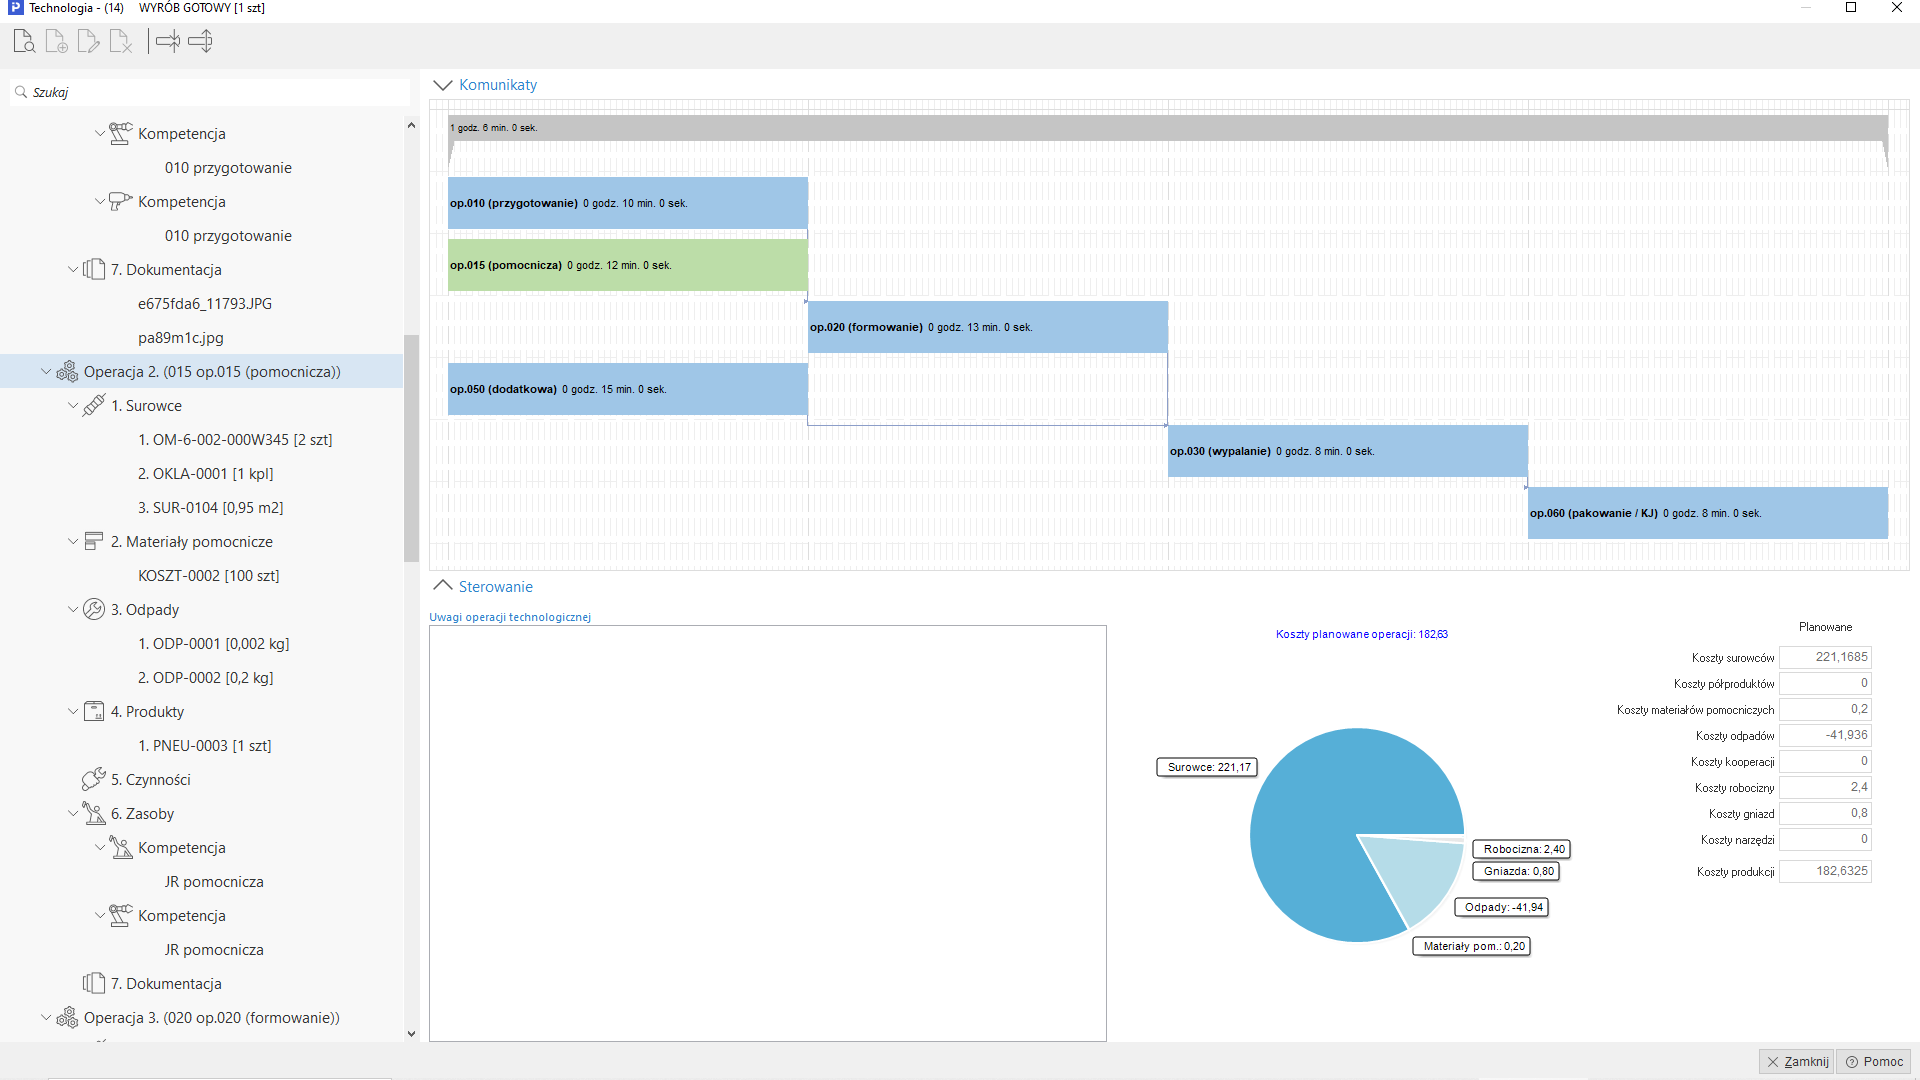 Technologia - (14) WYRÓB GOTOWY [1 szt]
Szukaj
Kompetencja
010 przygotowanie
Kompetencja
010 przygotowanie
7. Dokumentacja
e675fda6_11793.JPG
pa89m1c.jpg
Operacja 2. (015 op.015 (pomocnicza))
1. Surowce
1. OM-6-002-000W345 [2 szt]
2. OKLA-0001 [1 kpl]
3. SUR-0104 [0,95 m2]
2. Materiały pomocnicze
KOSZT-0002 [100 szt]
3. Odpady
1. ODP-0001 [0,002 kg]
2. ODP-0002 [0,2 kg]
4. Produkty
1. PNEU-0003 [1 szt]
5. Czynności
6. Zasoby
Kompetencja
JR pomocnicza
Kompetencja
JR pomocnicza
7. Dokumentacja
Operacja 3. (020 op.020 (formowanie))
Komunikaty
1 godz. 6 min. 0 sek.
op.010 (przygotowanie) 0 godz. 10 min. 0 sek.
op.015 (pomocnicza) 0 godz. 12 min. 0 sek.
op.020 (formowanie) 0 godz. 13 min. 0 sek.
op.050 (dodatkowa) 0 godz. 15 min. 0 sek.
op.030 (wypalanie) 0 godz. 8 min. 0 sek.
op.060 (pakowanie / KJ) 0 godz. 8 min. 0 sek.
Sterowanie
Uwagi operacji technologicznej
Koszty planowane operacji: 182,63
Surowce: 221,17
Robocizna: 2,40
Gniazda: 0,80
Odpady: -41,94
Materiały pom.: 0,20
Planowane
Koszty surowców 221,1685
Koszty półproduktów 0
Koszty materiałów pomocniczych 0,2
Koszty odpadów -41,936
Koszty kooperacji 0
Koszty robocizny 2,4
Koszty gniazd 0,8
Koszty narzędzi 0
Koszty produkcji 182,6325
Zamknij
Pomoc